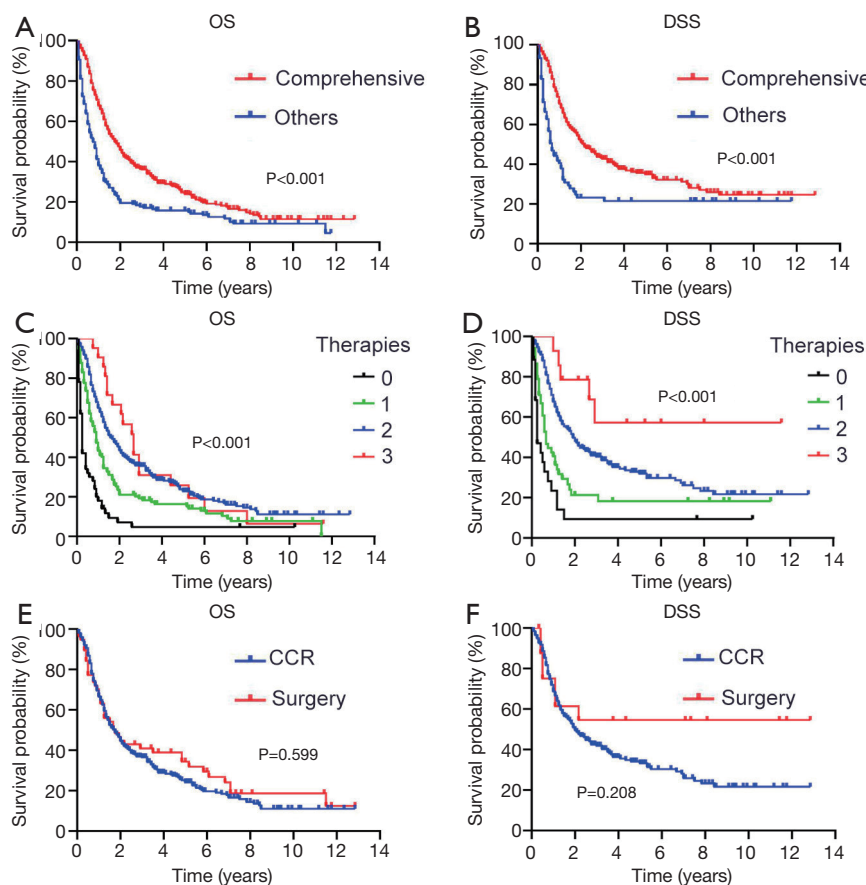 A
OS
Survival probability (%)
100
80
60
40
20
0
Comprehensive
Others
P<0.001
0 2 4 6 8 10 12 14
Time (years)
B
DSS
Survival probability (%)
100
80
60
40
20
0
Comprehensive
Others
P<0.001
0 2 4 6 8 10 12 14
Time (years)
C
OS
Survival probability (%)
100
80
60
40
20
0
Therapies
0
1
2
3
P<0.001
0 2 4 6 8 10 12 14
Time (years)
D
DSS
Survival probability (%)
100
80
60
40
20
0
Therapies
0
1
2
3
P<0.001
0 2 4 6 8 10 12 14
Time (years)
E
OS
Survival probability (%)
100
80
60
40
20
0
CCR
Surgery
P=0.599
0 2 4 6 8 10 12 14
Time (years)
F
DSS
Survival probability (%)
100
80
60
40
20
0
CCR
Surgery
P=0.208
0 2 4 6 8 10 12 14
Time (years)